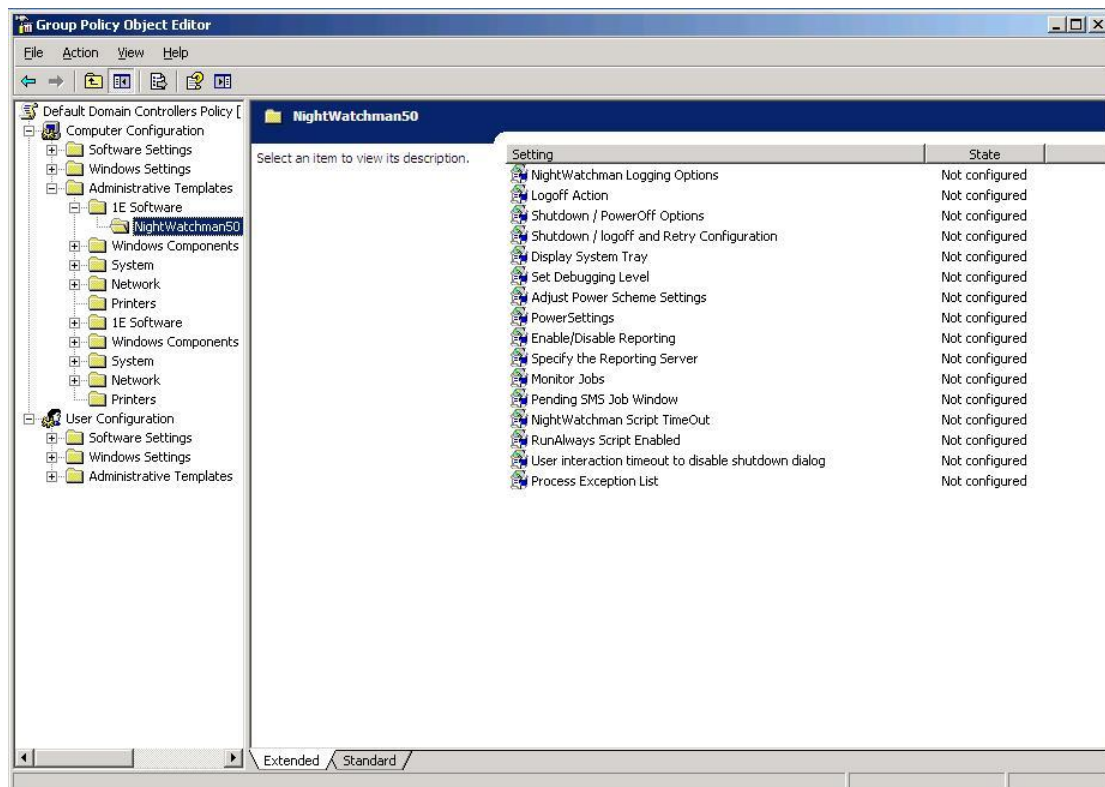 Group Policy Object Editor
File Action View Help
Default Domain Controllers Policy [
Computer Configuration
Software Settings
Windows Settings
Administrative Templates
1E Software
NightWatchman50
Windows Components
System
Network
Printers
1E Software
Windows Components
System
Network
Printers
User Configuration
Software Settings
Windows Settings
Administrative Templates
NightWatchman50
Select an item to view its description.
Setting State
NightWatchman Logging Options Not configured
Logoff Action Not configured
Shutdown / PowerOff Options Not configured
Shutdown / logoff and Retry Configuration Not configured
Display System Tray Not configured
Set Debugging Level Not configured
Adjust Power Scheme Settings Not configured
PowerSettings Not configured
Enable/Disable Reporting Not configured
Specify the Reporting Server Not configured
Monitor Jobs Not configured
Pending SMS Job Window Not configured
NightWatchman Script TimeOut Not configured
RunAlways Script Enabled Not configured
User interaction timeout to disable shutdown dialog Not configured
Process Exception List Not configured
Extended Standard